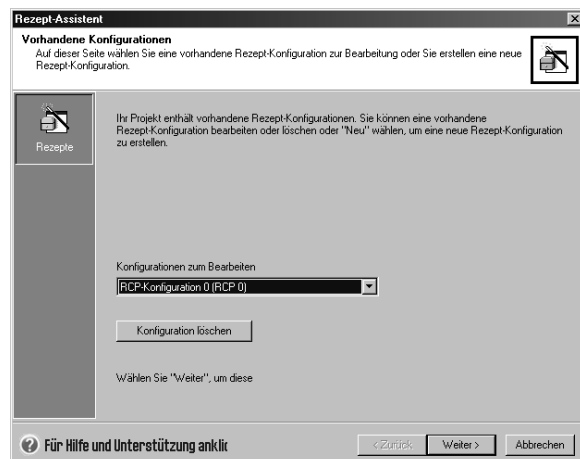 Rezept-Assistent
Vorhandene Konfigurationen
Auf dieser Seite wählen Sie eine vorhandene Rezept-Konfiguration zur Bearbeitung oder Sie erstellen eine neue
Rezept-Konfiguration.
Rezepte
Ihr Projekt enthält vorhandene Rezept-Konfigurationen. Sie können eine vorhandene
Rezept-Konfiguration bearbeiten oder löschen oder "Neu" wählen, um eine neue Rezept-Konfiguration
zu erstellen.
Konfigurationen zum Bearbeiten
RCP-Konfiguration 0 (RCP 0)
Konfiguration löschen
Wählen Sie "Weiter", um diese
Für Hilfe und Unterstützung anklic
< Zurück
Weiter >
Abbrechen